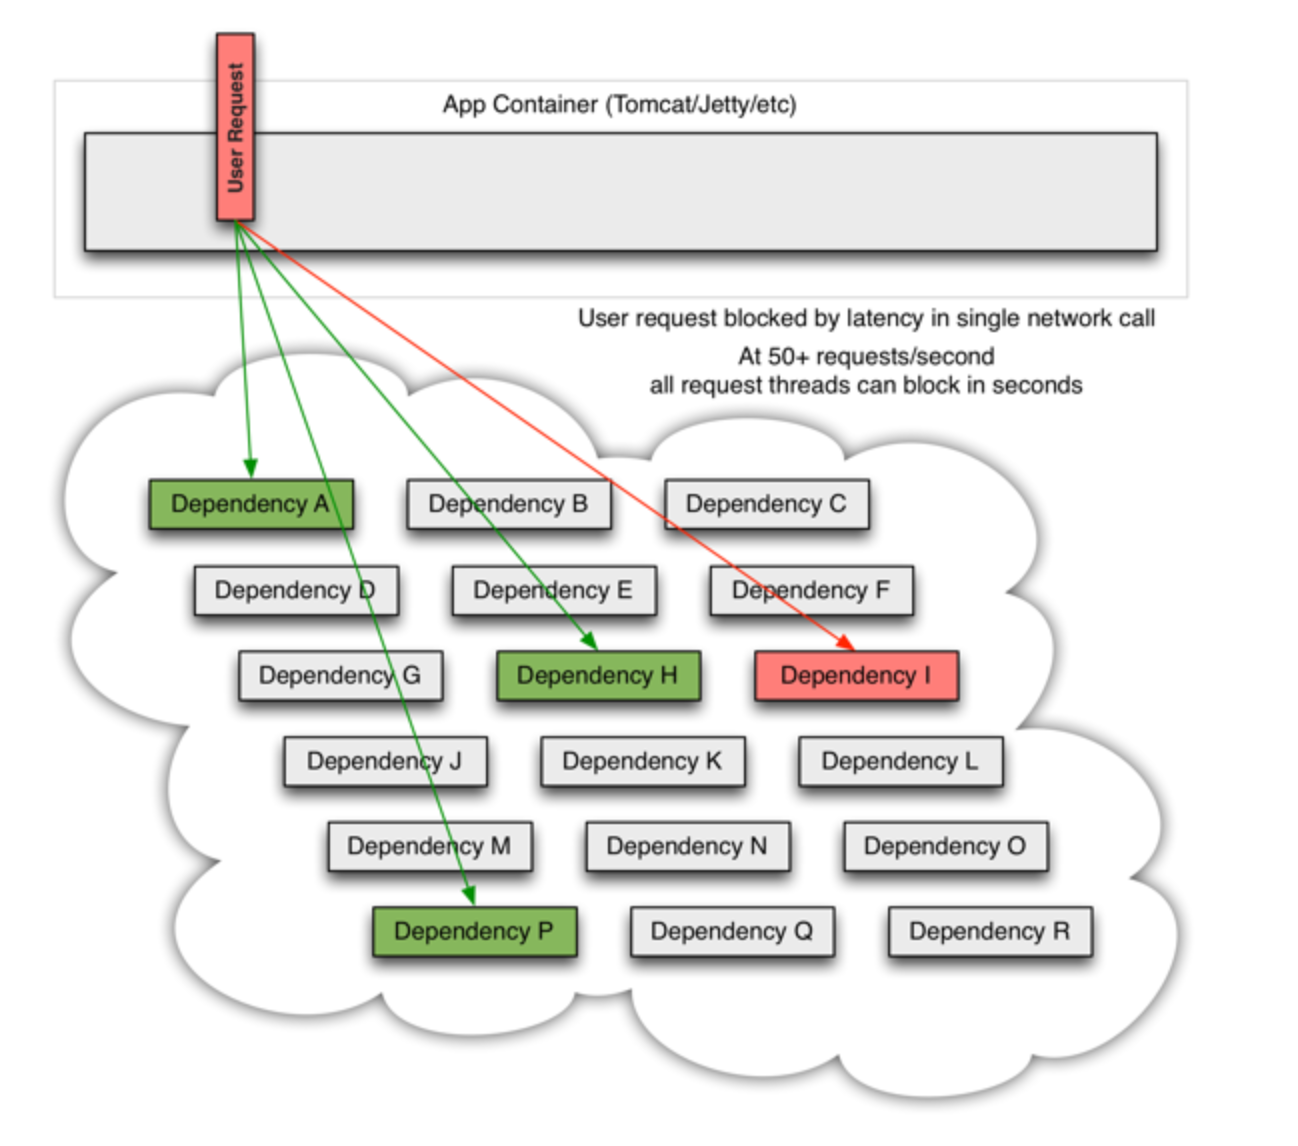 User Request
App Container (Tomcat/Jetty/etc)
User request blocked by latency in single network call
At 50+ requests/second
all request threads can block in seconds
Dependency A
Dependency B
Dependency C
Dependency D
Dependency E
Dependency F
Dependency G
Dependency H
Dependency I
Dependency J
Dependency K
Dependency L
Dependency M
Dependency N
Dependency O
Dependency P
Dependency Q
Dependency R